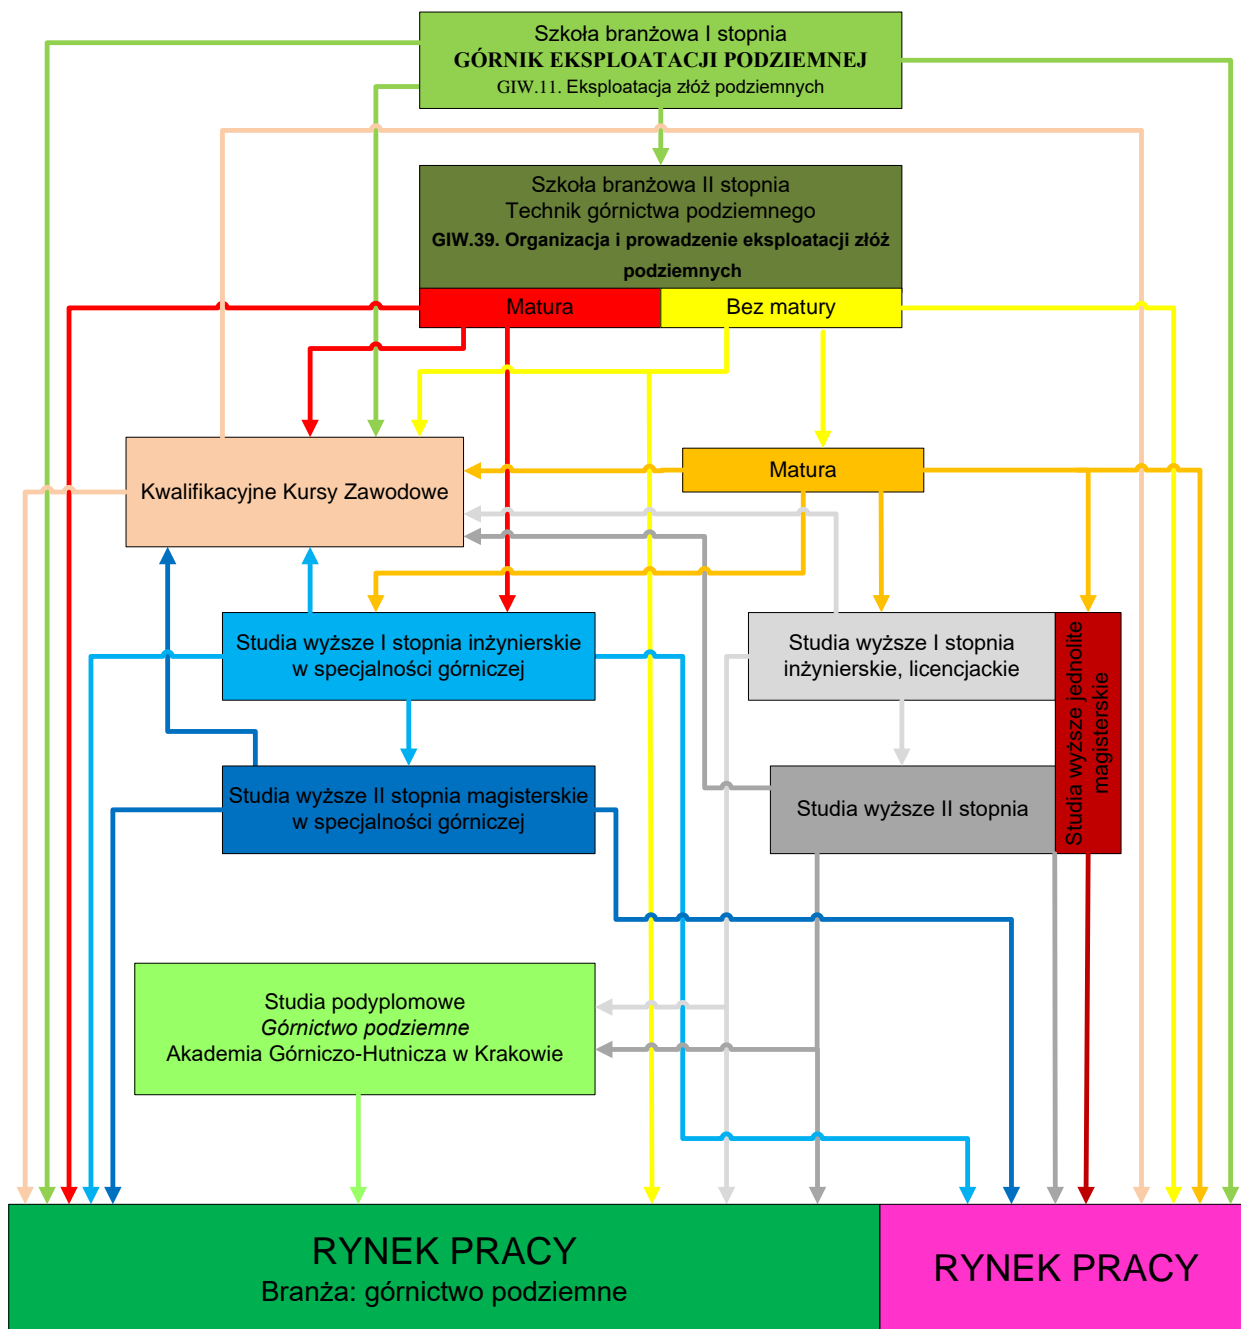 Szkoła branżowa I stopnia
GÓRNIK EKSPLOATACJI PODZIEMNEJ
GIW.11. Eksploatacja złóż podziemnych
Szkoła branżowa II stopnia
Technik górnictwa podziemnego
GIW.39. Organizacja i prowadzenie eksploatacji złóż
podziemnych
Matura
Bez matury
Kwalifikacyjne Kursy Zawodowe
Matura
Studia wyższe I stopnia inżynierskie
w specjalności górniczej
Studia wyższe I stopnia
inżynierskie, licencjackie
Studia wyższe jednolite
magisterskie
Studia wyższe II stopnia magisterskie
w specjalności górniczej
Studia wyższe II stopnia
Studia podyplomowe
Górnictwo podziemne
Akademia Górniczo-Hutnicza w Krakowie
RYNEK PRACY
Branża: górnictwo podziemne
RYNEK PRACY